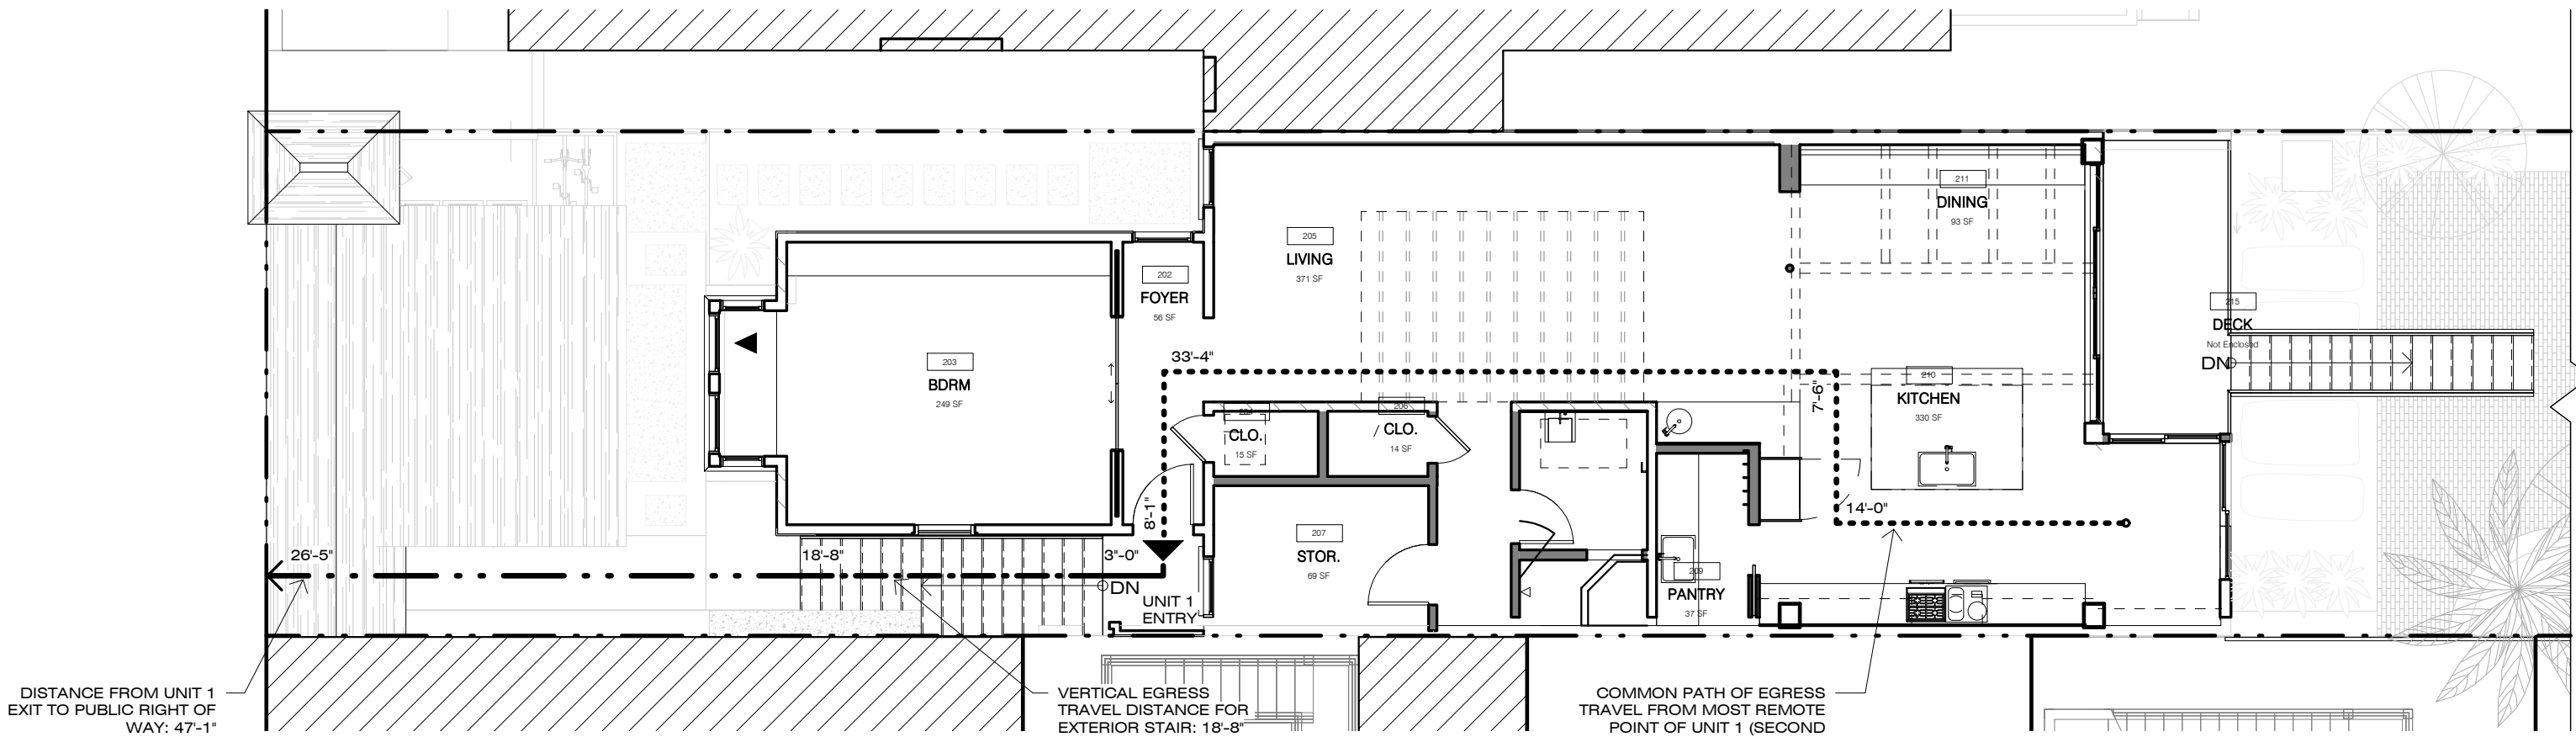 211
DINING
93 SF
205
LIVING
371 SF
202
FOYER
56 SF
215
DECK
Not Enclosed
DN
203
BDRM
249 SF
33'-4"
7'-6"
210
KITCHEN
330 SF
CLO.
15 SF
206
CLO.
14 SF
8'-1"
14'-0"
207
STOR.
69 SF
209
PANTRY
37 SF
26'-5"
18'-8"
3'-0"
DN
UNIT 1
ENTRY
DISTANCE FROM UNIT 1
EXIT TO PUBLIC RIGHT OF
WAY: 47'-1"
VERTICAL EGRESS
TRAVEL DISTANCE FOR
EXTERIOR STAIR: 18'-8"
COMMON PATH OF EGRESS
TRAVEL FROM MOST REMOTE
POINT OF UNIT 1 (SECOND